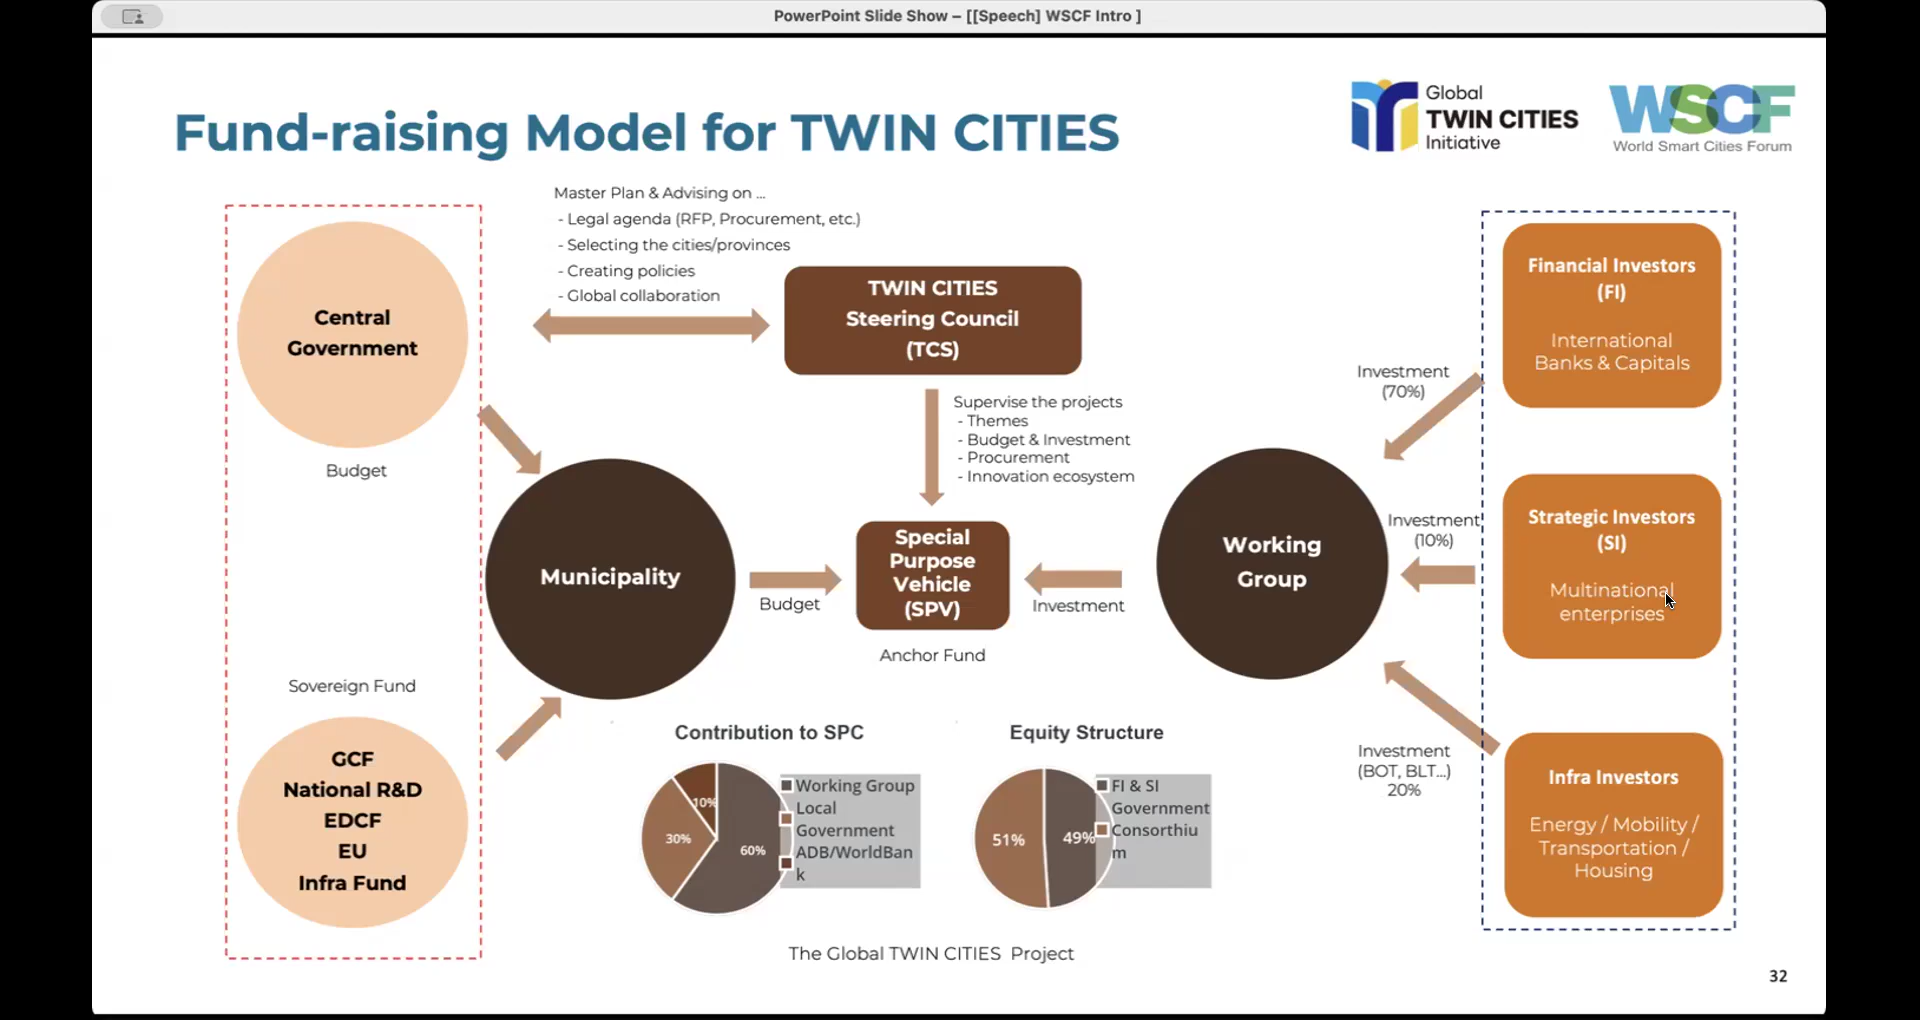 PowerPoint Slide Show – [[Speech] WSCF Intro ]
Fund-raising Model for TWIN CITIES
Global
TWIN CITIES
Initiative
WSCF
World Smart Cities Forum
Master Plan & Advising on ...
- Legal agenda (RFP, Procurement, etc.)
- Selecting the cities/provinces
- Creating policies
- Global collaboration
Central
Government
Budget
TWIN CITIES
Steering Council
(TCS)
Supervise the projects
- Themes
- Budget & Investment
- Procurement
- Innovation ecosystem
Municipality
Budget
Special
Purpose
Vehicle
(SPV)
Anchor Fund
Investment
Working
Group
Investment
(70%)
Investment
(10%)
Investment
(BOT, BLT...)
20%
Financial Investors
(FI)
International
Banks & Capitals
Strategic Investors
(SI)
Multinational
enterprises
Infra Investors
Energy / Mobility /
Transportation /
Housing
Sovereign Fund
GCF
National R&D
EDCF
EU
Infra Fund
Contribution to SPC
10%
30%
60%
Working Group
Local
Government
ADB/WorldBan
k
Equity Structure
51%
49%
FI & SI
Government
Consorthiu
m
The Global TWIN CITIES Project
32